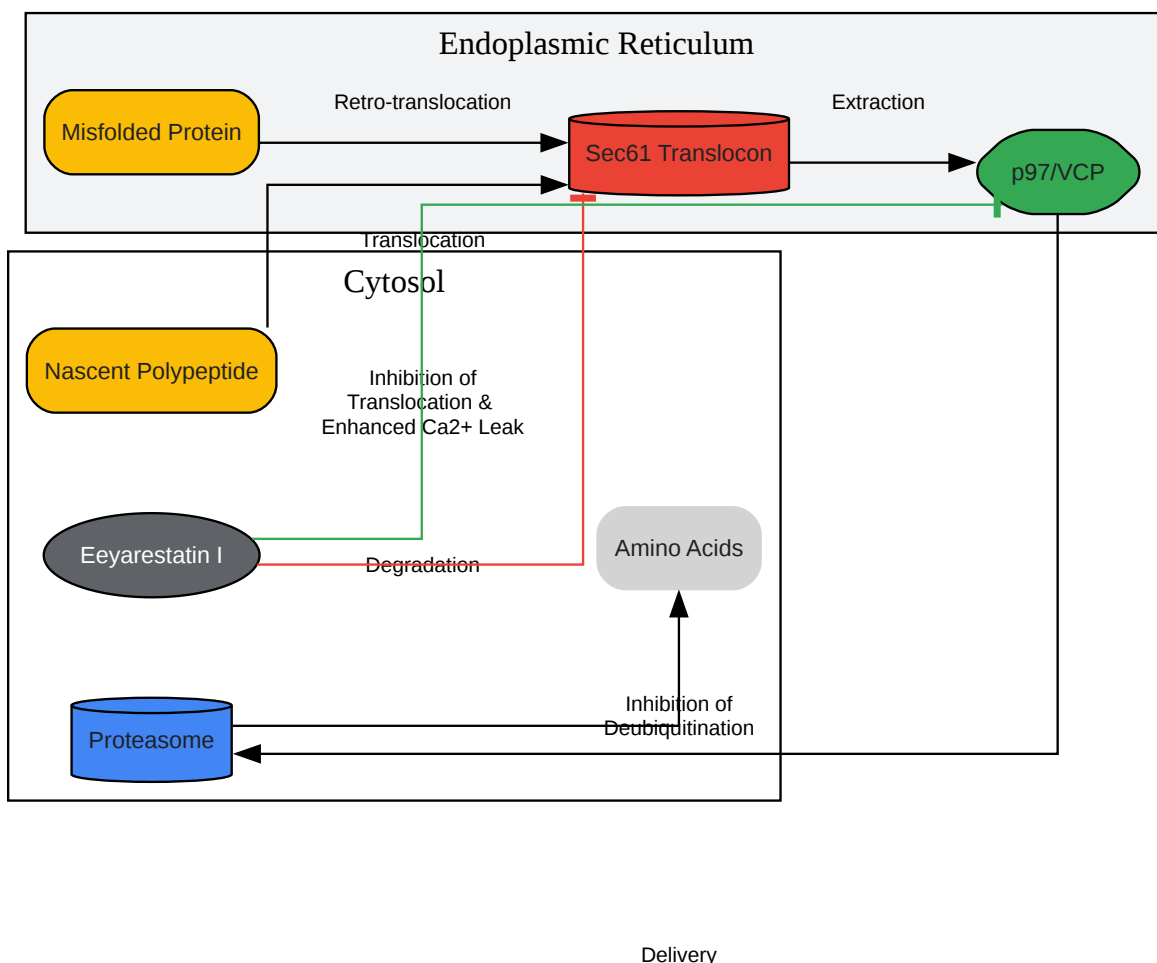 Endoplasmic Reticulum
Retro-translocation
Extraction
Misfolded Protein
Sec61 Translocon
p97/VCP
Translocation
Cytosol
Nascent Polypeptide
Inhibition of
Translocation &
Enhanced Ca2+ Leak
Eeyarestatin I
Degradation
Amino Acids
Inhibition of
Deubiquitination
Proteasome
Delivery